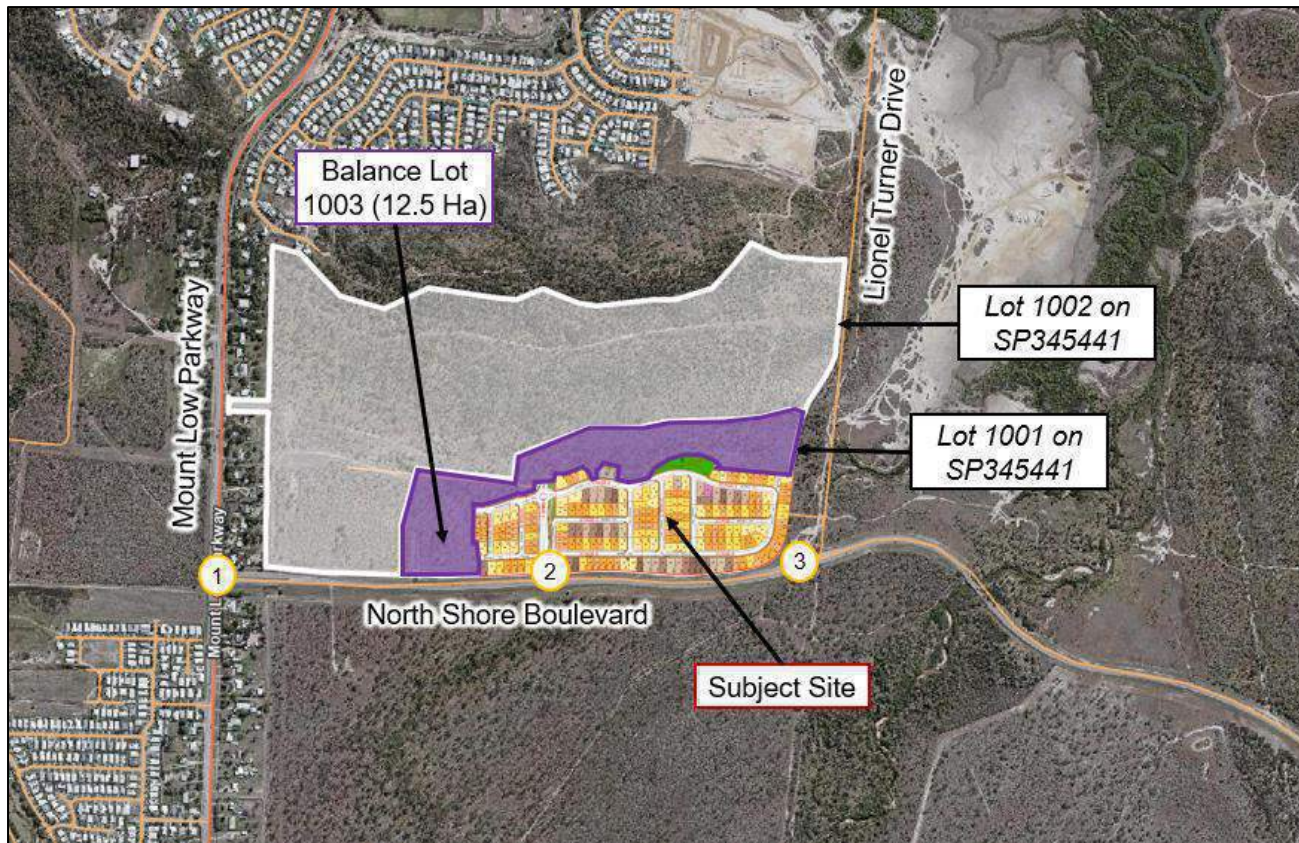 Lionel Turner Drive
Balance Lot
1003 (12.5 Ha)
Mount Low Parkway
Lot 1002 on
SP345441
Lot 1001 on
SP345441
1
2
3
North Shore Boulevard
Subject Site